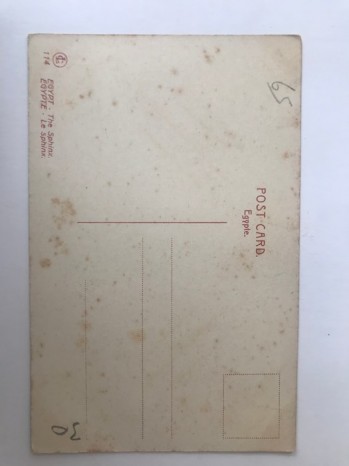 114
EGYPT - The Sphinx.
EGYPTE - Le Sphinx.
POST CARD.
Egypte.
65
30